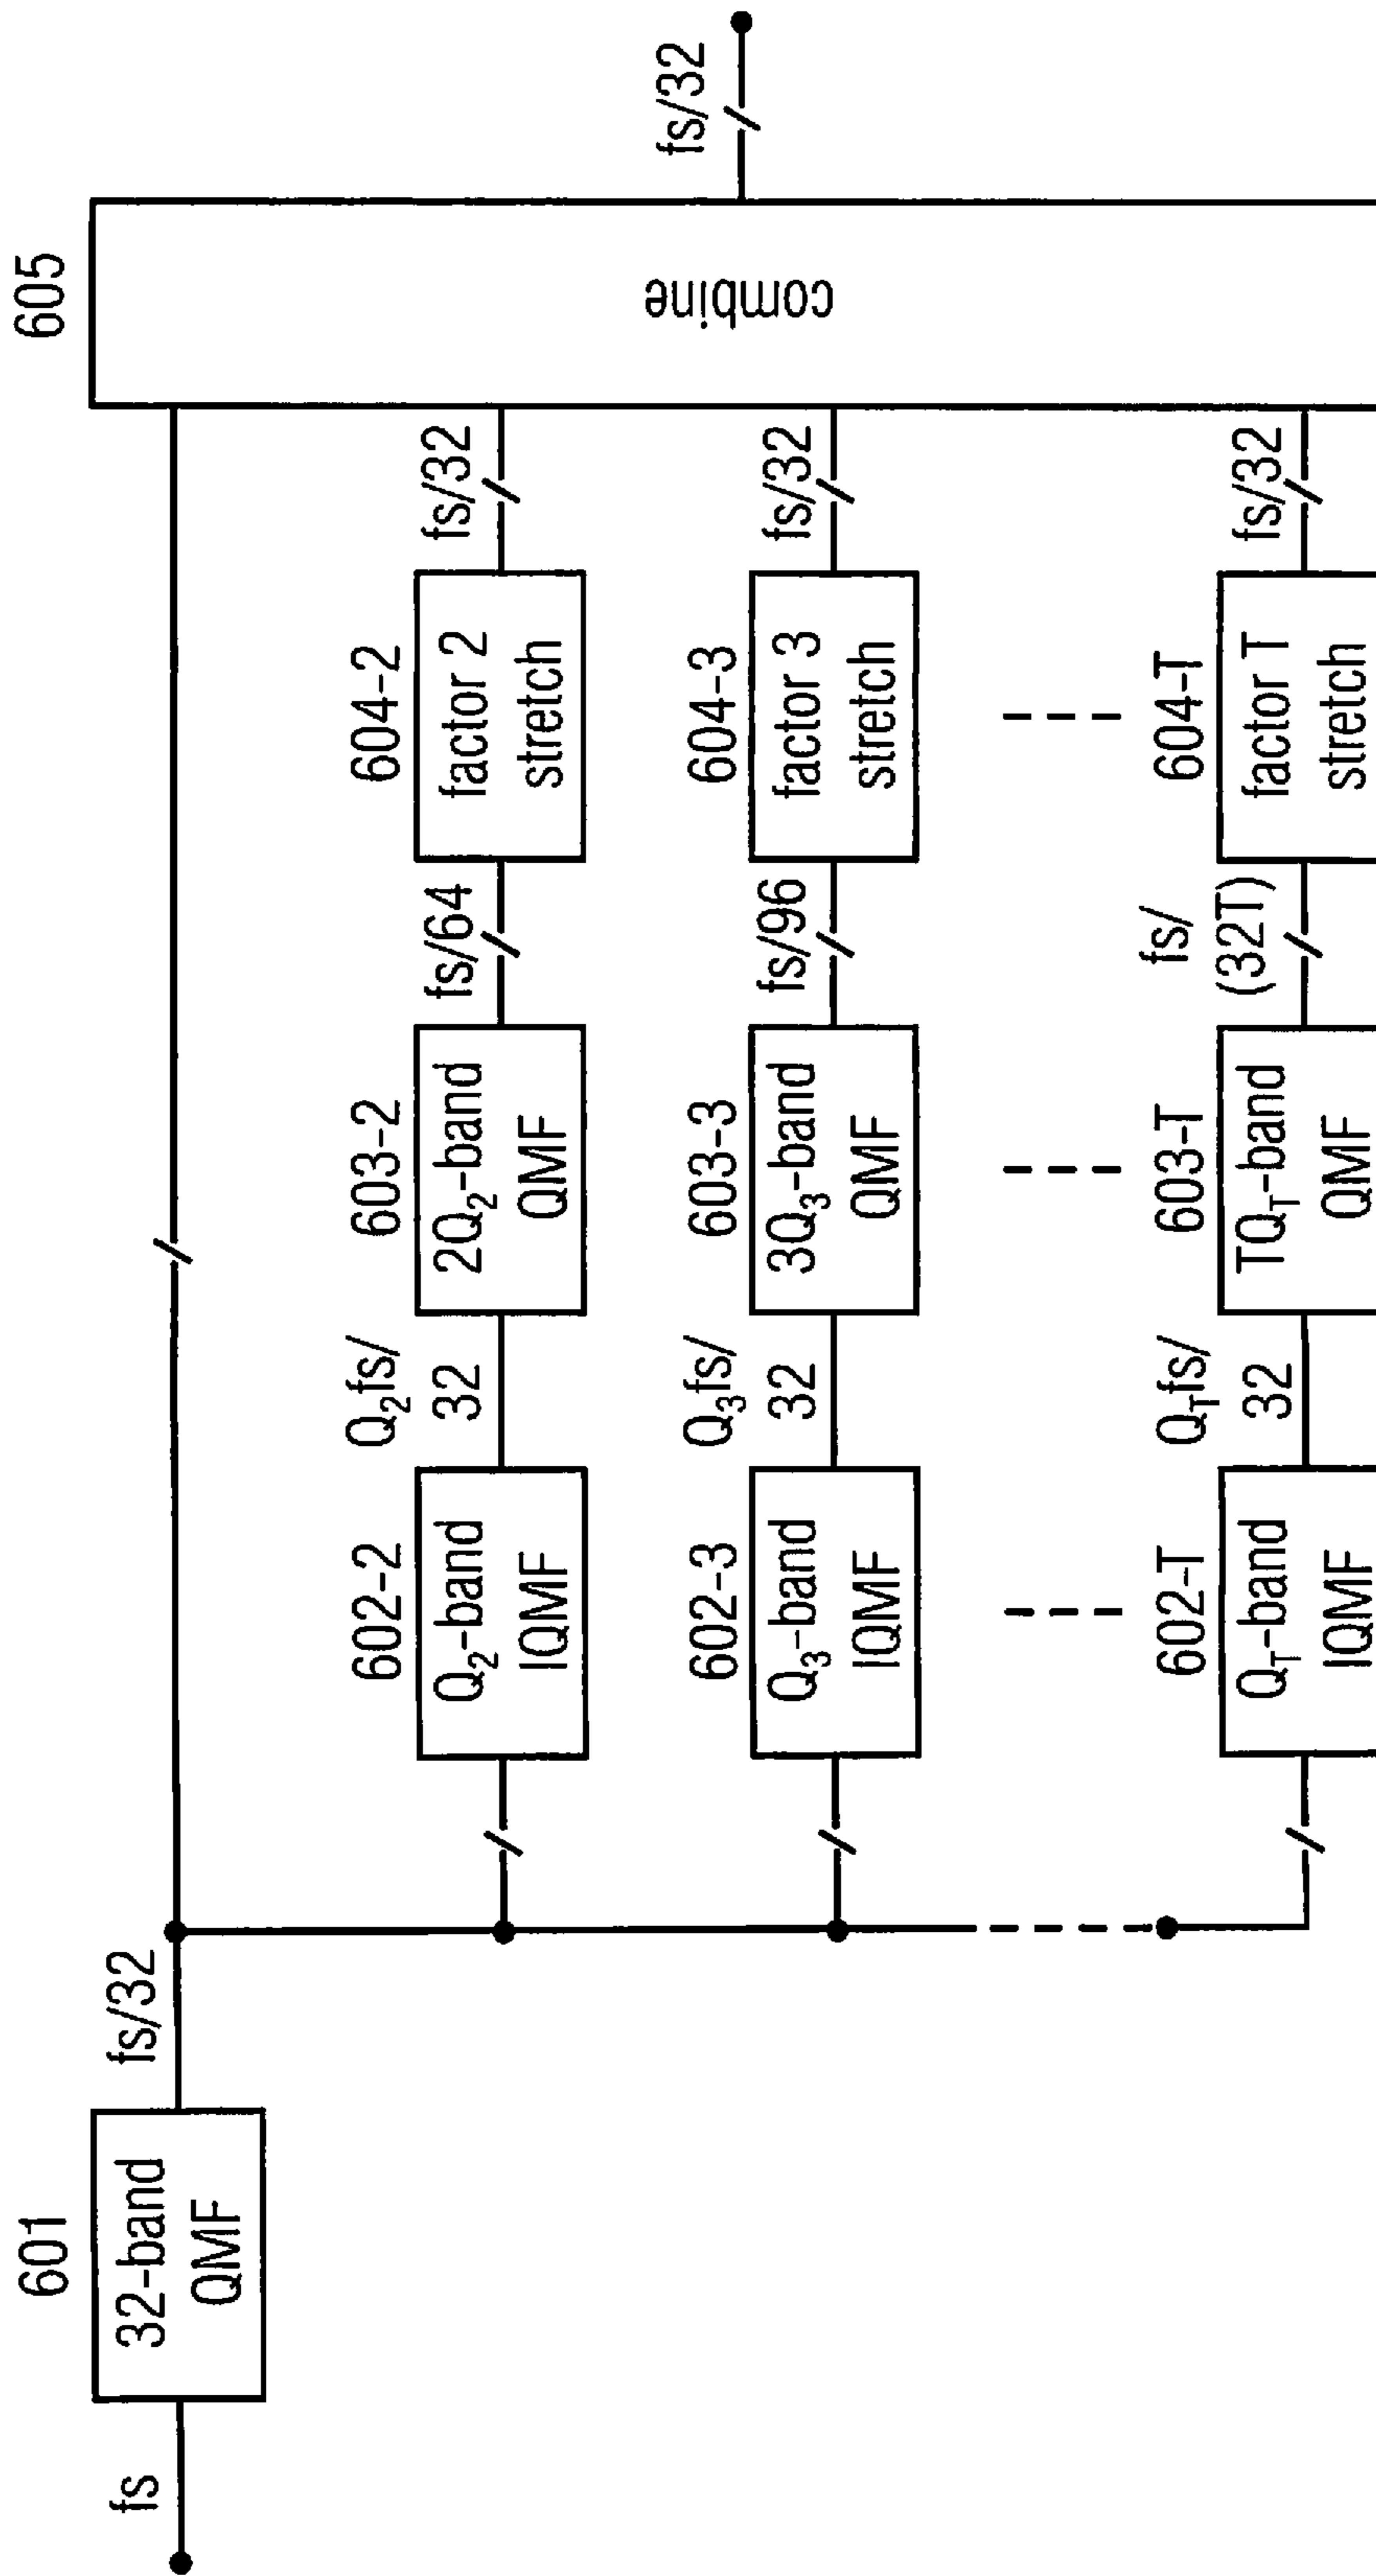 601
32-band
QMF
fs
fs/32
602-2
Q₂-band
IQMF
Q₂fs/
32
603-2
2Q₂-band
QMF
fs/64
604-2
factor 2
stretch
fs/32
602-3
Q₃-band
IQMF
Q₃fs/
32
603-3
3Q₃-band
QMF
fs/96
604-3
factor 3
stretch
fs/32
602-T
Q_T-band
IQMF
Q_Tfs/
32
603-T
TQ_T-band
QMF
fs/
(32T)
604-T
factor T
stretch
fs/32
605
combine
fs/32